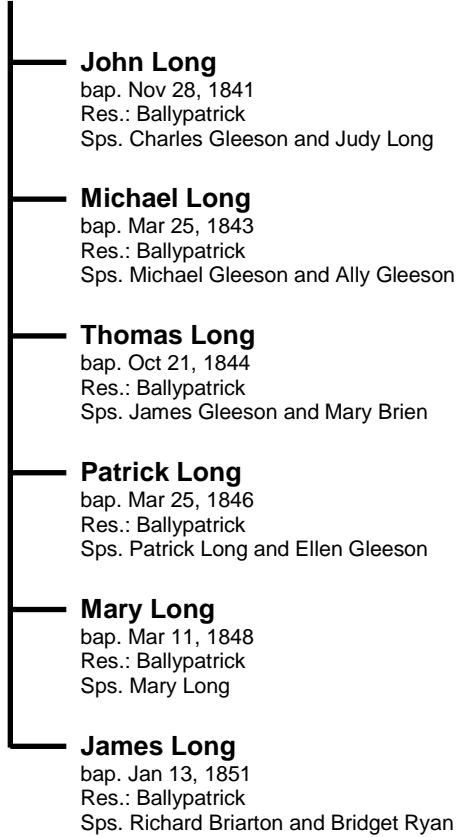 John Long
bap. Nov 28, 1841
Res.: Ballypatrick
Sps. Charles Gleeson and Judy Long
Michael Long
bap. Mar 25, 1843
Res.: Ballypatrick
Sps. Michael Gleeson and Ally Gleeson
Thomas Long
bap. Oct 21, 1844
Res.: Ballypatrick
Sps. James Gleeson and Mary Brien
Patrick Long
bap. Mar 25, 1846
Res.: Ballypatrick
Sps. Patrick Long and Ellen Gleeson
Mary Long
bap. Mar 11, 1848
Res.: Ballypatrick
Sps. Mary Long
James Long
bap. Jan 13, 1851
Res.: Ballypatrick
Sps. Richard Briarton and Bridget Ryan